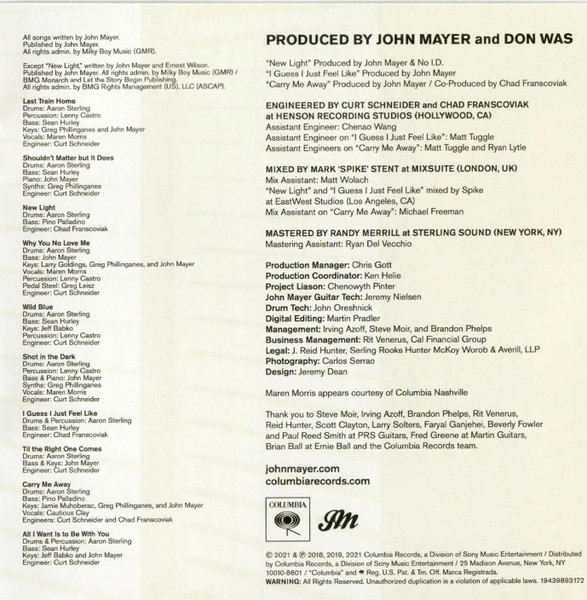 All songs written by John Mayer.
Published by John Mayer.
All rights admin. by Milky Boy Music (GMR).
Except "New Light," written by John Mayer and Ernest Wilson.
Published by John Mayer. All rights admin. by Milky Boy Music (GMR) /
BMG Monarch and Let the Story Begin Publishing.
All rights admin. by BMG Rights Management (US), LLC (ASCAP).
Last Train Home
Drums: Aaron Sterling
Percussion: Lenny Castro
Bass: Sean Hurley
Keys: Greg Phillinganes and John Mayer
Vocals: Maren Morris
Engineer: Curt Schneider
Shouldn't Matter but It Does
Drums: Aaron Sterling
Bass: Sean Hurley
Piano: John Mayer
Synths: Greg Phillinganes
Engineer: Curt Schneider
New Light
Drums: Aaron Sterling
Bass: Pino Palladino
Engineer: Chad Franscoviak
Why You No Love Me
Drums: Aaron Sterling
Bass: John Mayer
Keys: Larry Goldings, Greg Phillinganes, and John Mayer
Vocals: Maren Morris
Percussion: Lenny Castro
Pedal Steel: Greg Leisz
Engineer: Curt Schneider
Wild Blue
Drums: Aaron Sterling
Bass: Sean Hurley
Keys: Jeff Babko
Percussion: Lenny Castro
Engineer: Curt Schneider
Shot in the Dark
Drums: Aaron Sterling
Percussion: Lenny Castro
Bass & Piano: John Mayer
Synths: Greg Phillinganes
Vocals: Maren Morris
Engineer: Curt Schneider
I Guess I Just Feel Like
Drums & Percussion: Aaron Sterling
Bass: Sean Hurley
Engineer: Chad Franscoviak
Til the Right One Comes
Drums: Aaron Sterling
Bass & Keys: John Mayer
Engineer: Curt Schneider
Carry Me Away
Drums: Aaron Sterling
Bass: Pino Palladino
Keys: Jamie Muhoberac, Greg Phillinganes, and John Mayer
Vocals: Cautious Clay
Engineers: Curt Schneider and Chad Franscoviak
All I Want Is to Be With You
Drums & Percussion: Aaron Sterling
Bass: Sean Hurley
Keys: Jeff Babko and John Mayer
Engineer: Curt Schneider
PRODUCED BY JOHN MAYER and DON WAS
"New Light" Produced by John Mayer & No I.D.
"I Guess I Just Feel Like" Produced by John Mayer
"Carry Me Away" Produced by John Mayer / Co-Produced by Chad Franscoviak
ENGINEERED BY CURT SCHNEIDER and CHAD FRANSCOVIAK
at HENSON RECORDING STUDIOS (HOLLYWOOD, CA)
Assistant Engineer: Chenao Wang
Assistant Engineer on "I Guess I Just Feel Like": Matt Tuggle
Assistant Engineers on "Carry Me Away": Matt Tuggle and Ryan Lytle
MIXED BY MARK 'SPIKE' STENT at MIXSUITE (LONDON, UK)
Mix Assistant: Matt Wolach
"New Light" and "I Guess I Just Feel Like" mixed by Spike
at EastWest Studios (Los Angeles, CA)
Mix Assistant on "Carry Me Away": Michael Freeman
MASTERED BY RANDY MERRILL at STERLING SOUND (NEW YORK, NY)
Mastering Assistant: Ryan Del Vecchio
Production Manager: Chris Gott
Production Coordinator: Ken Helie
Project Liason: Chenowyth Pinter
John Mayer Guitar Tech: Jeremy Nielsen
Drum Tech: John Oreshnick
Digital Editing: Martin Pradler
Management: Irving Azoff, Steve Moir, and Brandon Phelps
Business Management: Rit Venerus, Cal Financial Group
Legal: J. Reid Hunter, Serling Rooks Hunter McKoy Worob & Averill, LLP
Photography: Carlos Serrao
Design: Jeremy Dean
Maren Morris appears courtesy of Columbia Nashville
Thank you to Steve Moir, Irving Azoff, Brandon Phelps, Rit Venerus,
Reid Hunter, Scott Clayton, Larry Solters, Faryal Ganjehei, Beverly Fowler
and Paul Reed Smith at PRS Guitars, Fred Greene at Martin Guitars,
Brian Ball at Ernie Ball and the Columbia Records team.
johnmayer.com
columbiarecords.com
COLUMBIA
JM
© 2021 & ℗ 2018, 2019, 2021 Columbia Records, a Division of Sony Music Entertainment / Distributed
by Columbia Records, a Division of Sony Music Entertainment / 25 Madison Avenue, New York, NY
10010-8601 / "Columbia" and Reg. U.S. Pat. & Tm. Off. Marca Registrada.
WARNING: All Rights Reserved. Unauthorized duplication is a violation of applicable laws. 19439893172